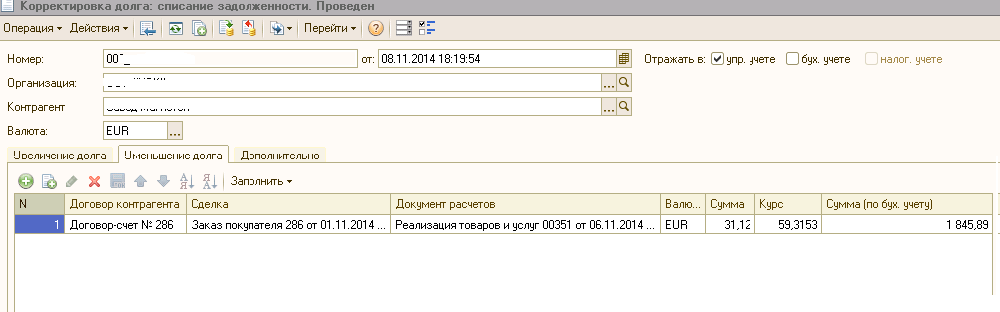 Корректировка долга: списание задолженности. Проведен
Операция Действия Перейти
Номер: 00 от: 08.11.2014 18:19:54 Отражать в: упр. учете бух. учете налог. учете
Организация: ...
Контрагент ...
Валюта: EUR ...
Увеличение долга Уменьшение долга Дополнительно
Заполнить
N Договор контрагента Сделка Документ расчетов Валю... Сумма Курс Сумма (по бух. учету)
1 Договор-счет № 286 Заказ покупателя 286 от 01.11.2014 ... Реализация товаров и услуг 00351 от 06.11.2014 ... EUR 31,12 59,3153 1 845,89